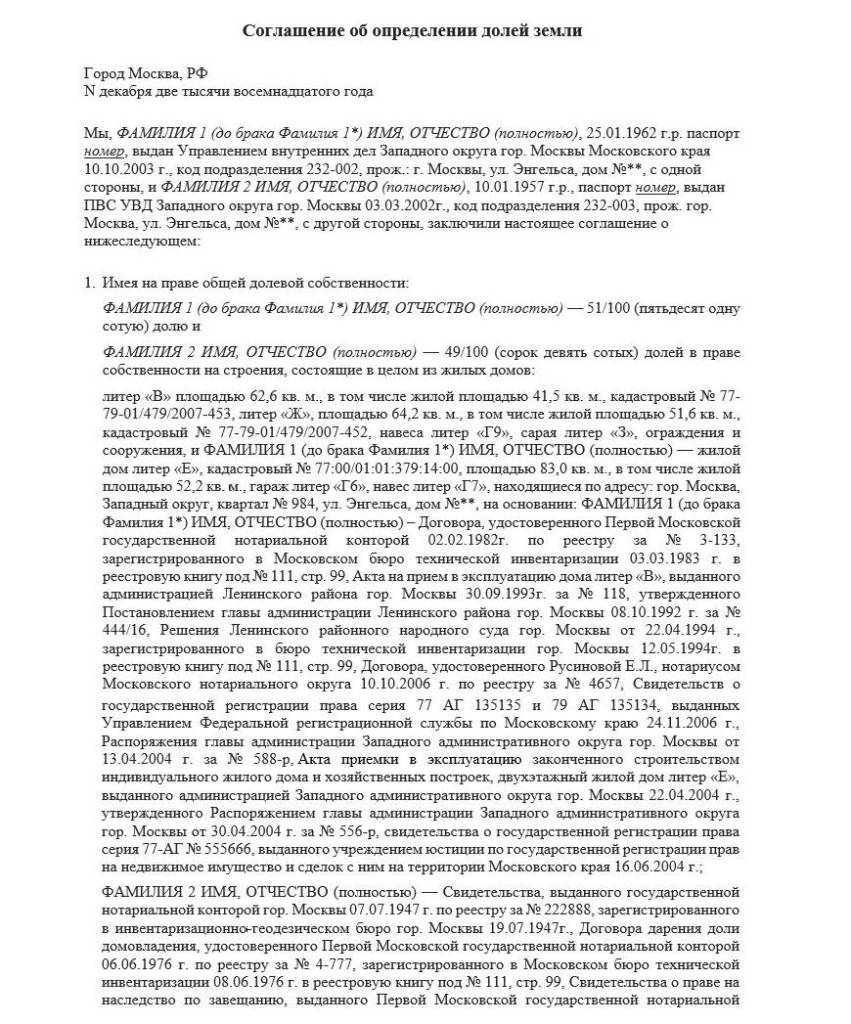 Соглашение об определении долей земли
Город Москва, РФ
N декабря две тысячи восемнадцатого года
Мы, ФАМИЛИЯ 1 (до брака Фамилия 1*) ИМЯ, ОТЧЕСТВО (полностью), 25.01.1962 г.р. паспорт
номер, выдан Управлением внутренних дел Западного округа гор. Москвы Московского края
10.10.2003 г., код подразделения 232-002, прож.: г. Москвы, ул. Энгельса, дом №**, с одной
стороны, и ФАМИЛИЯ 2 ИМЯ, ОТЧЕСТВО (полностью), 10.01.1957 г.р., паспорт номер, выдан
ПВС УВД Западного округа гор. Москвы 03.03.2002г., код подразделения 232-003, прож. гор.
Москва, ул. Энгельса, дом №**, с другой стороны, заключили настоящее соглашение о
нижеследующем:
1. Имея на праве общей долевой собственности:
ФАМИЛИЯ 1 (до брака Фамилия 1*) ИМЯ, ОТЧЕСТВО (полностью) — 51/100 (пятьдесят одну
сотую) долю и
ФАМИЛИЯ 2 ИМЯ, ОТЧЕСТВО (полностью) — 49/100 (сорок девять сотых) долей в праве
собственности на строения, состоящие в целом из жилых домов:
литер «В» площадью 62,6 кв. м., в том числе жилой площадью 41,5 кв. м., кадастровый № 77-
79-01/479/2007-453, литер «Ж», площадью 64,2 кв. м., в том числе жилой площадью 51,6 кв. м.,
кадастровый № 77-79-01/479/2007-452, навеса литер «Г9», сарая литер «З», ограждения и
сооружения, и ФАМИЛИЯ 1 (до брака Фамилия 1*) ИМЯ, ОТЧЕСТВО (полностью) — жилой
дом литер «Е», кадастровый № 77:00/01:01:379:14:00, площадью 83,0 кв. м., в том числе жилой
площадью 52,2 кв. м., гараж литер «Г6», навес литер «Г7», находящиеся по адресу: гор. Москва,
Западный округ, квартал № 984, ул. Энгельса, дом №**, на основании: ФАМИЛИЯ 1 (до брака
Фамилия 1*) ИМЯ, ОТЧЕСТВО (полностью) – Договора, удостоверенного Первой Московской
государственной нотариальной конторой 02.02.1982г. по реестру за № 3-133,
зарегистрированного в Московском бюро технической инвентаризации 03.03.1983 г. в
реестровую книгу под № 111, стр. 99, Акта на прием в эксплуатацию дома литер «В», выданного
администрацией Ленинского района гор. Москвы 30.09.1993г. за № 118, утвержденного
Постановлением главы администрации Ленинского района гор. Москвы 08.10.1992 г. за №
444/16, Решения Ленинского районного народного суда гор. Москвы от 22.04.1994 г.,
зарегистрированного в бюро технической инвентаризации гор. Москвы 12.05.1994г. в
реестровую книгу под № 111, стр. 99, Договора, удостоверенного Русиновой Е.Л., нотариусом
Московского нотариального округа 10.10.2006 г. по реестру за № 4657, Свидетельств о
государственной регистрации права серия 77 АГ 135135 и 79 АГ 135134, выданных
Управлением Федеральной регистрационной службы по Московскому краю 24.11.2006 г.,
Распоряжения главы администрации Западного административного округа гор. Москвы от
13.04.2004 г. за № 588-р, Акта приемки в эксплуатацию законченного строительством
индивидуального жилого дома и хозяйственных построек, двухэтажный жилой дом литер «Е»,
выданного администрацией Западного административного округа гор. Москвы 22.04.2004 г.,
утвержденного Распоряжением главы администрации Западного административного округа
гор. Москвы от 30.04.2004 г. за № 556-р, свидетельства о государственной регистрации права
серия 77-АГ № 555666, выданного учреждением юстиции по государственной регистрации прав
на недвижимое имущество и сделок с ним на территории Московского края 16.06.2004 г.;
ФАМИЛИЯ 2 ИМЯ, ОТЧЕСТВО (полностью) — Свидетельства, выданного государственной
нотариальной конторой гор. Москвы 07.07.1947 г. по реестру за № 222888, зарегистрированного
в инвентаризационно-геодезическом бюро гор. Москвы 19.07.1947г., Договора дарения доли
домовладения, удостоверенного Первой Московской государственной нотариальной конторой
06.06.1976 г. по реестру за № 4-777, зарегистрированного в Московском бюро технической
инвентаризации 08.06.1976 г. в реестровую книгу под № 111, стр. 99, Свидетельства о праве на
наследство по завещанию, выданного Первой Московской государственной нотариальной